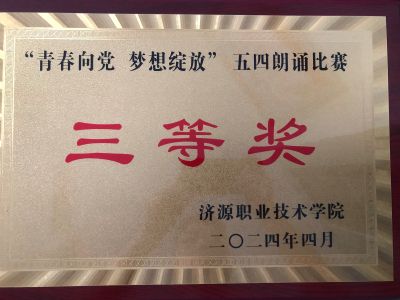 “青春向党 梦想绽放” 五四朗诵比赛
三等奖
济源职业技术学院
二〇二四年四月